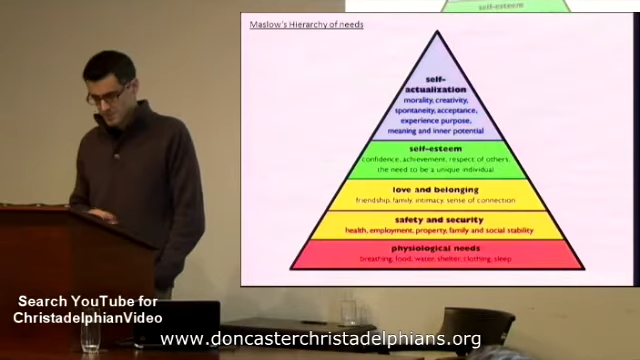 self-esteem
Maslow's Hierarchy of needs
self-
actualization
morality, creativity,
spontaneity, acceptance,
experience purpose,
meaning and inner potential
self-esteem
confidence, achievement, respect of others,
the need to be a unique individual
love and belonging
friendship, family, intimacy, sense of connection
safety and security
health, employment, property, family and social stability
physiological needs
breathing, food, water, shelter, clothing, sleep
Search YouTube for
ChristadelphianVideo
www.doncasterchristadelphians.org